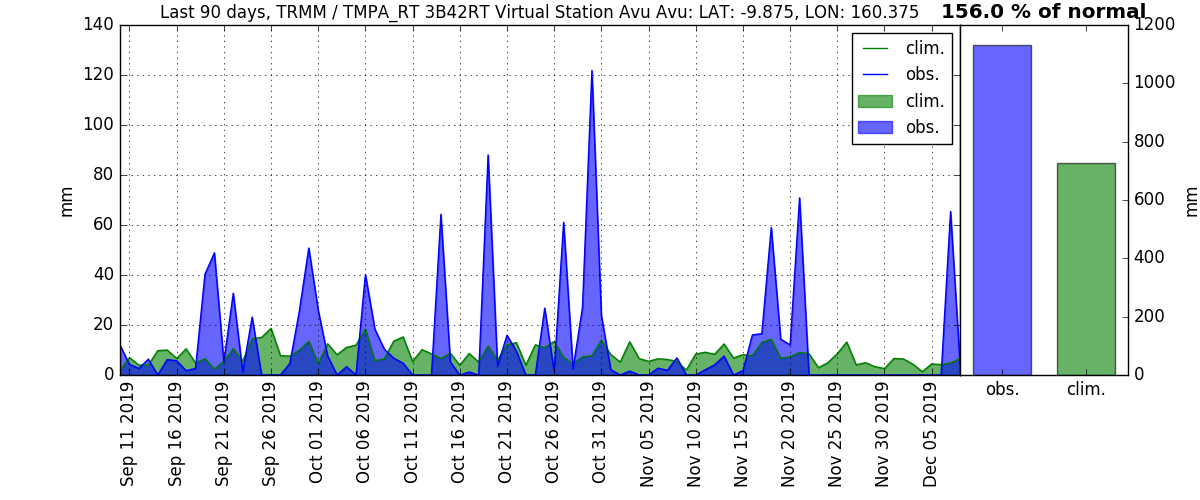 Last 90 days, TRMM / TMPA_RT 3B42RT Virtual Station Avu Avu: LAT: -9.875, LON: 160.375
156.0 % of normal
140
120
100
80
60
40
20
0
mm
clim.
obs.
clim.
obs.
1200
1000
800
600
400
200
0
mm
obs.
clim.
Sep 11 2019
Sep 16 2019
Sep 21 2019
Sep 26 2019
Oct 01 2019
Oct 06 2019
Oct 11 2019
Oct 16 2019
Oct 21 2019
Oct 26 2019
Oct 31 2019
Nov 05 2019
Nov 10 2019
Nov 15 2019
Nov 20 2019
Nov 25 2019
Nov 30 2019
Dec 05 2019